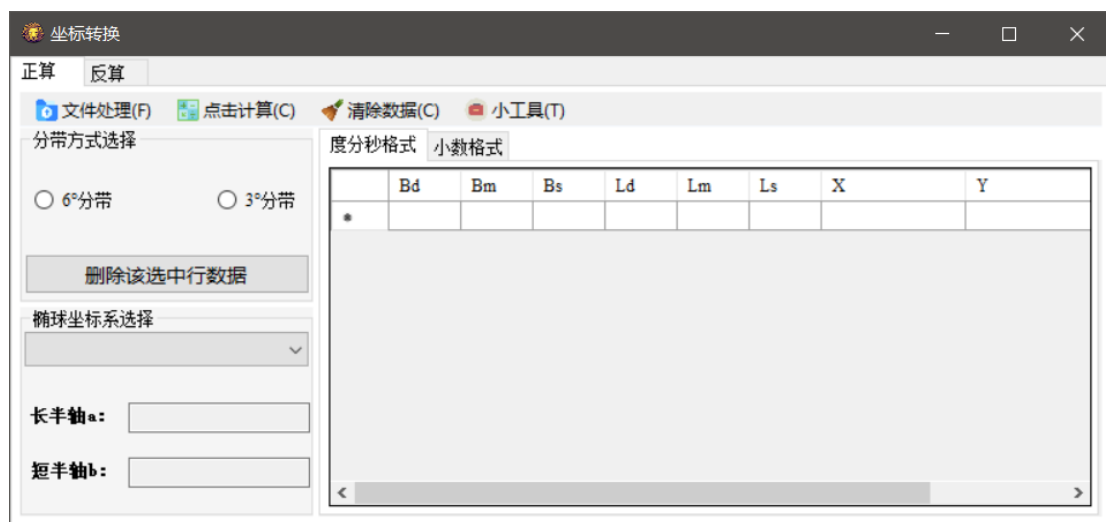 坐标转换
正算 反算
文件处理(F) 点击计算(C) 清除数据(C) 小工具(T)
分带方式选择
6°分带 3°分带
删除该选中行数据
椭球坐标系选择
长半轴a:
短半轴b:
度分秒格式 小数格式
Bd Bm Bs Ld Lm Ls X Y